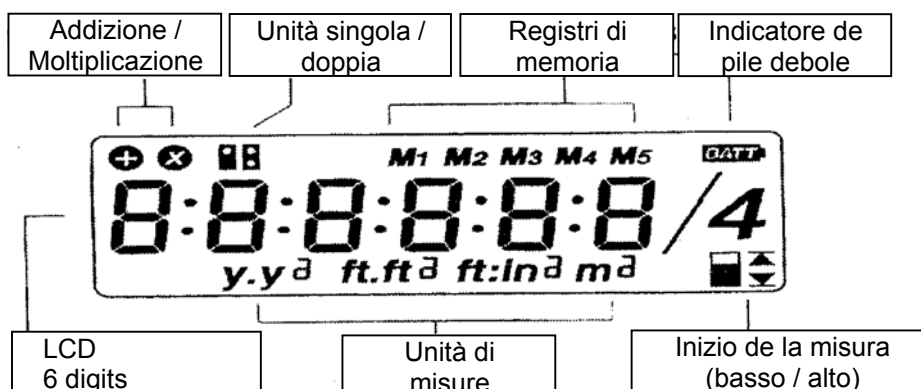 Addizione /
Moltiplicazione
Unità singola /
doppia
Registri di
memoria
Indicatore de
pile debole
+ x
M1 M2 M3 M4 M5
BATT
8:8:8:8:8:8/4
y.y ft.ft ft:in m
LCD
6 digits
Unità di
misure
Inizio de la misura
(basso / alto)